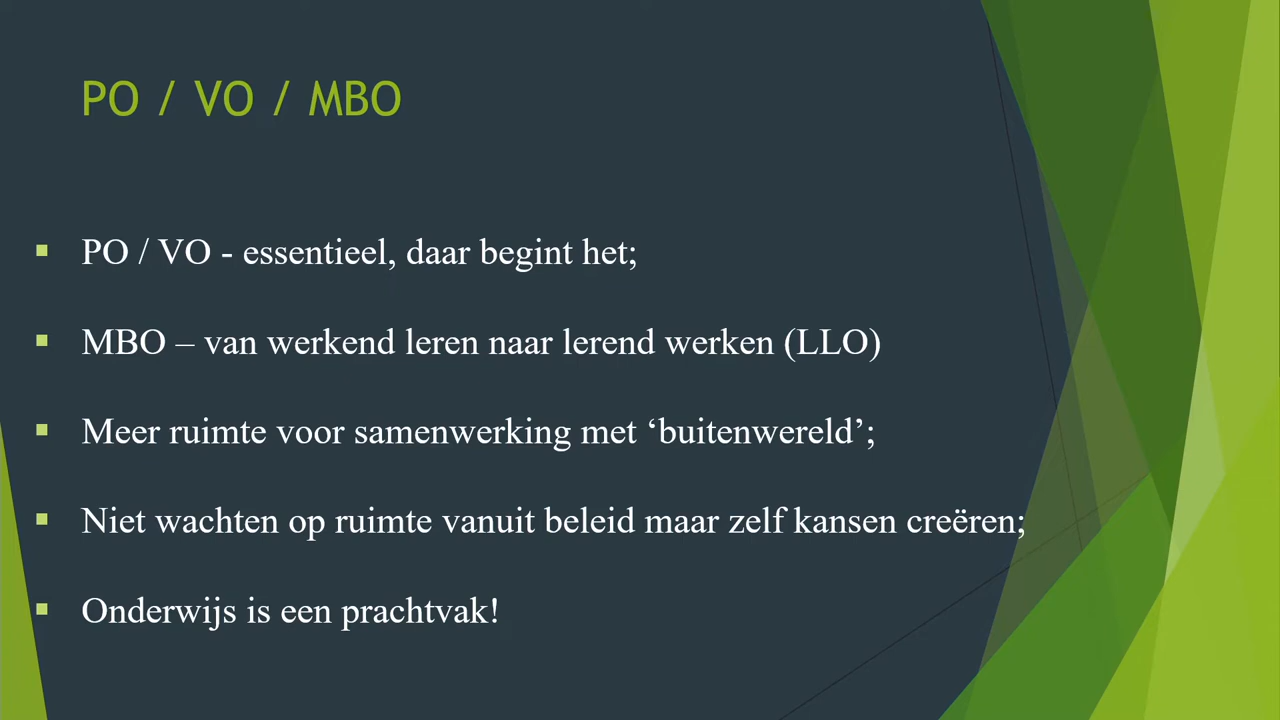 PO / VO / MBO
PO / VO - essentieel, daar begint het;
MBO – van werkend leren naar lerend werken (LLO)
Meer ruimte voor samenwerking met ‘buitenwereld’;
Niet wachten op ruimte vanuit beleid maar zelf kansen creëren;
Onderwijs is een prachtvak!